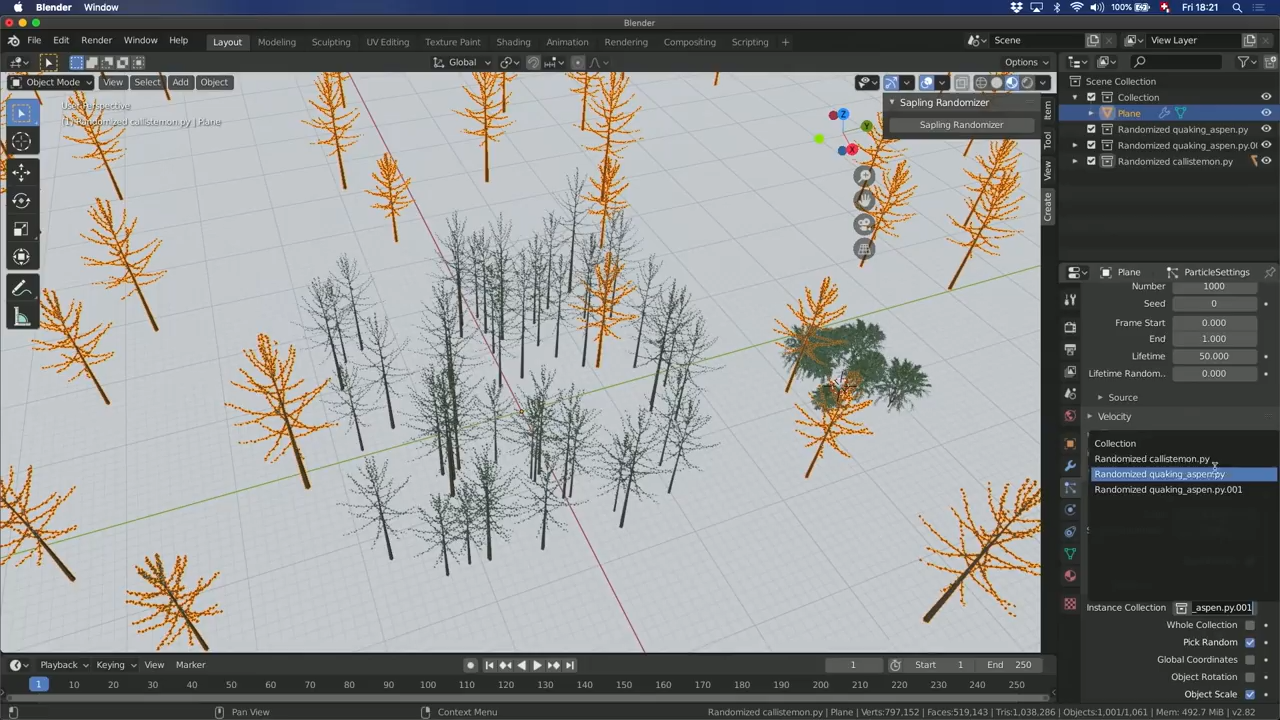 Blender Window 100% Fri 18:21
Blender
File Edit Render Window Help Layout Modeling Sculpting UV Editing Texture Paint Shading Animation Rendering Compositing Scripting + Scene View Layer
Global Options
Object Mode View Select Add Object
User Perspective
(1) Randomized callistemon.py | Plane
Sapling Randomizer
Sapling Randomizer
Item
Tool
View
Create
Z
Y
X
Scene Collection
Collection
Plane
Randomized quaking_aspen.py
Randomized quaking_aspen.py.00
Randomized callistemon.py
Plane ParticleSettings
Number 1000
Seed 0
Frame Start 0.000
End 1.000
Lifetime 50.000
Lifetime Random.. 0.000
Source
Velocity
Collection
Randomized callistemon.py
Randomized quaking_aspen.py
Randomized quaking_aspen.py.001
Instance Collection _aspen.py.001
Whole Collection
Pick Random
Global Coordinates
Object Rotation
Object Scale
Playback Keying View Marker 1 Start 1 End 250
1 10 20 30 40 50 60 70 80 90 100 110 120 130 140 150 160 170 180 190 200 210 220 230 240 250
Pan View Context Menu Randomized callistemon.py | Plane | Verts:797,152 | Faces:519,143 | Tris:1,038,286 | Objects:1,001/1,061 | Mem: 492.7 MiB | v2.82